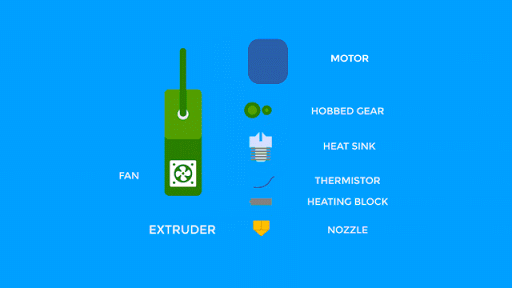 MOTOR
HOBBED GEAR
HEAT SINK
FAN
THERMISTOR
HEATING BLOCK
EXTRUDER
NOZZLE